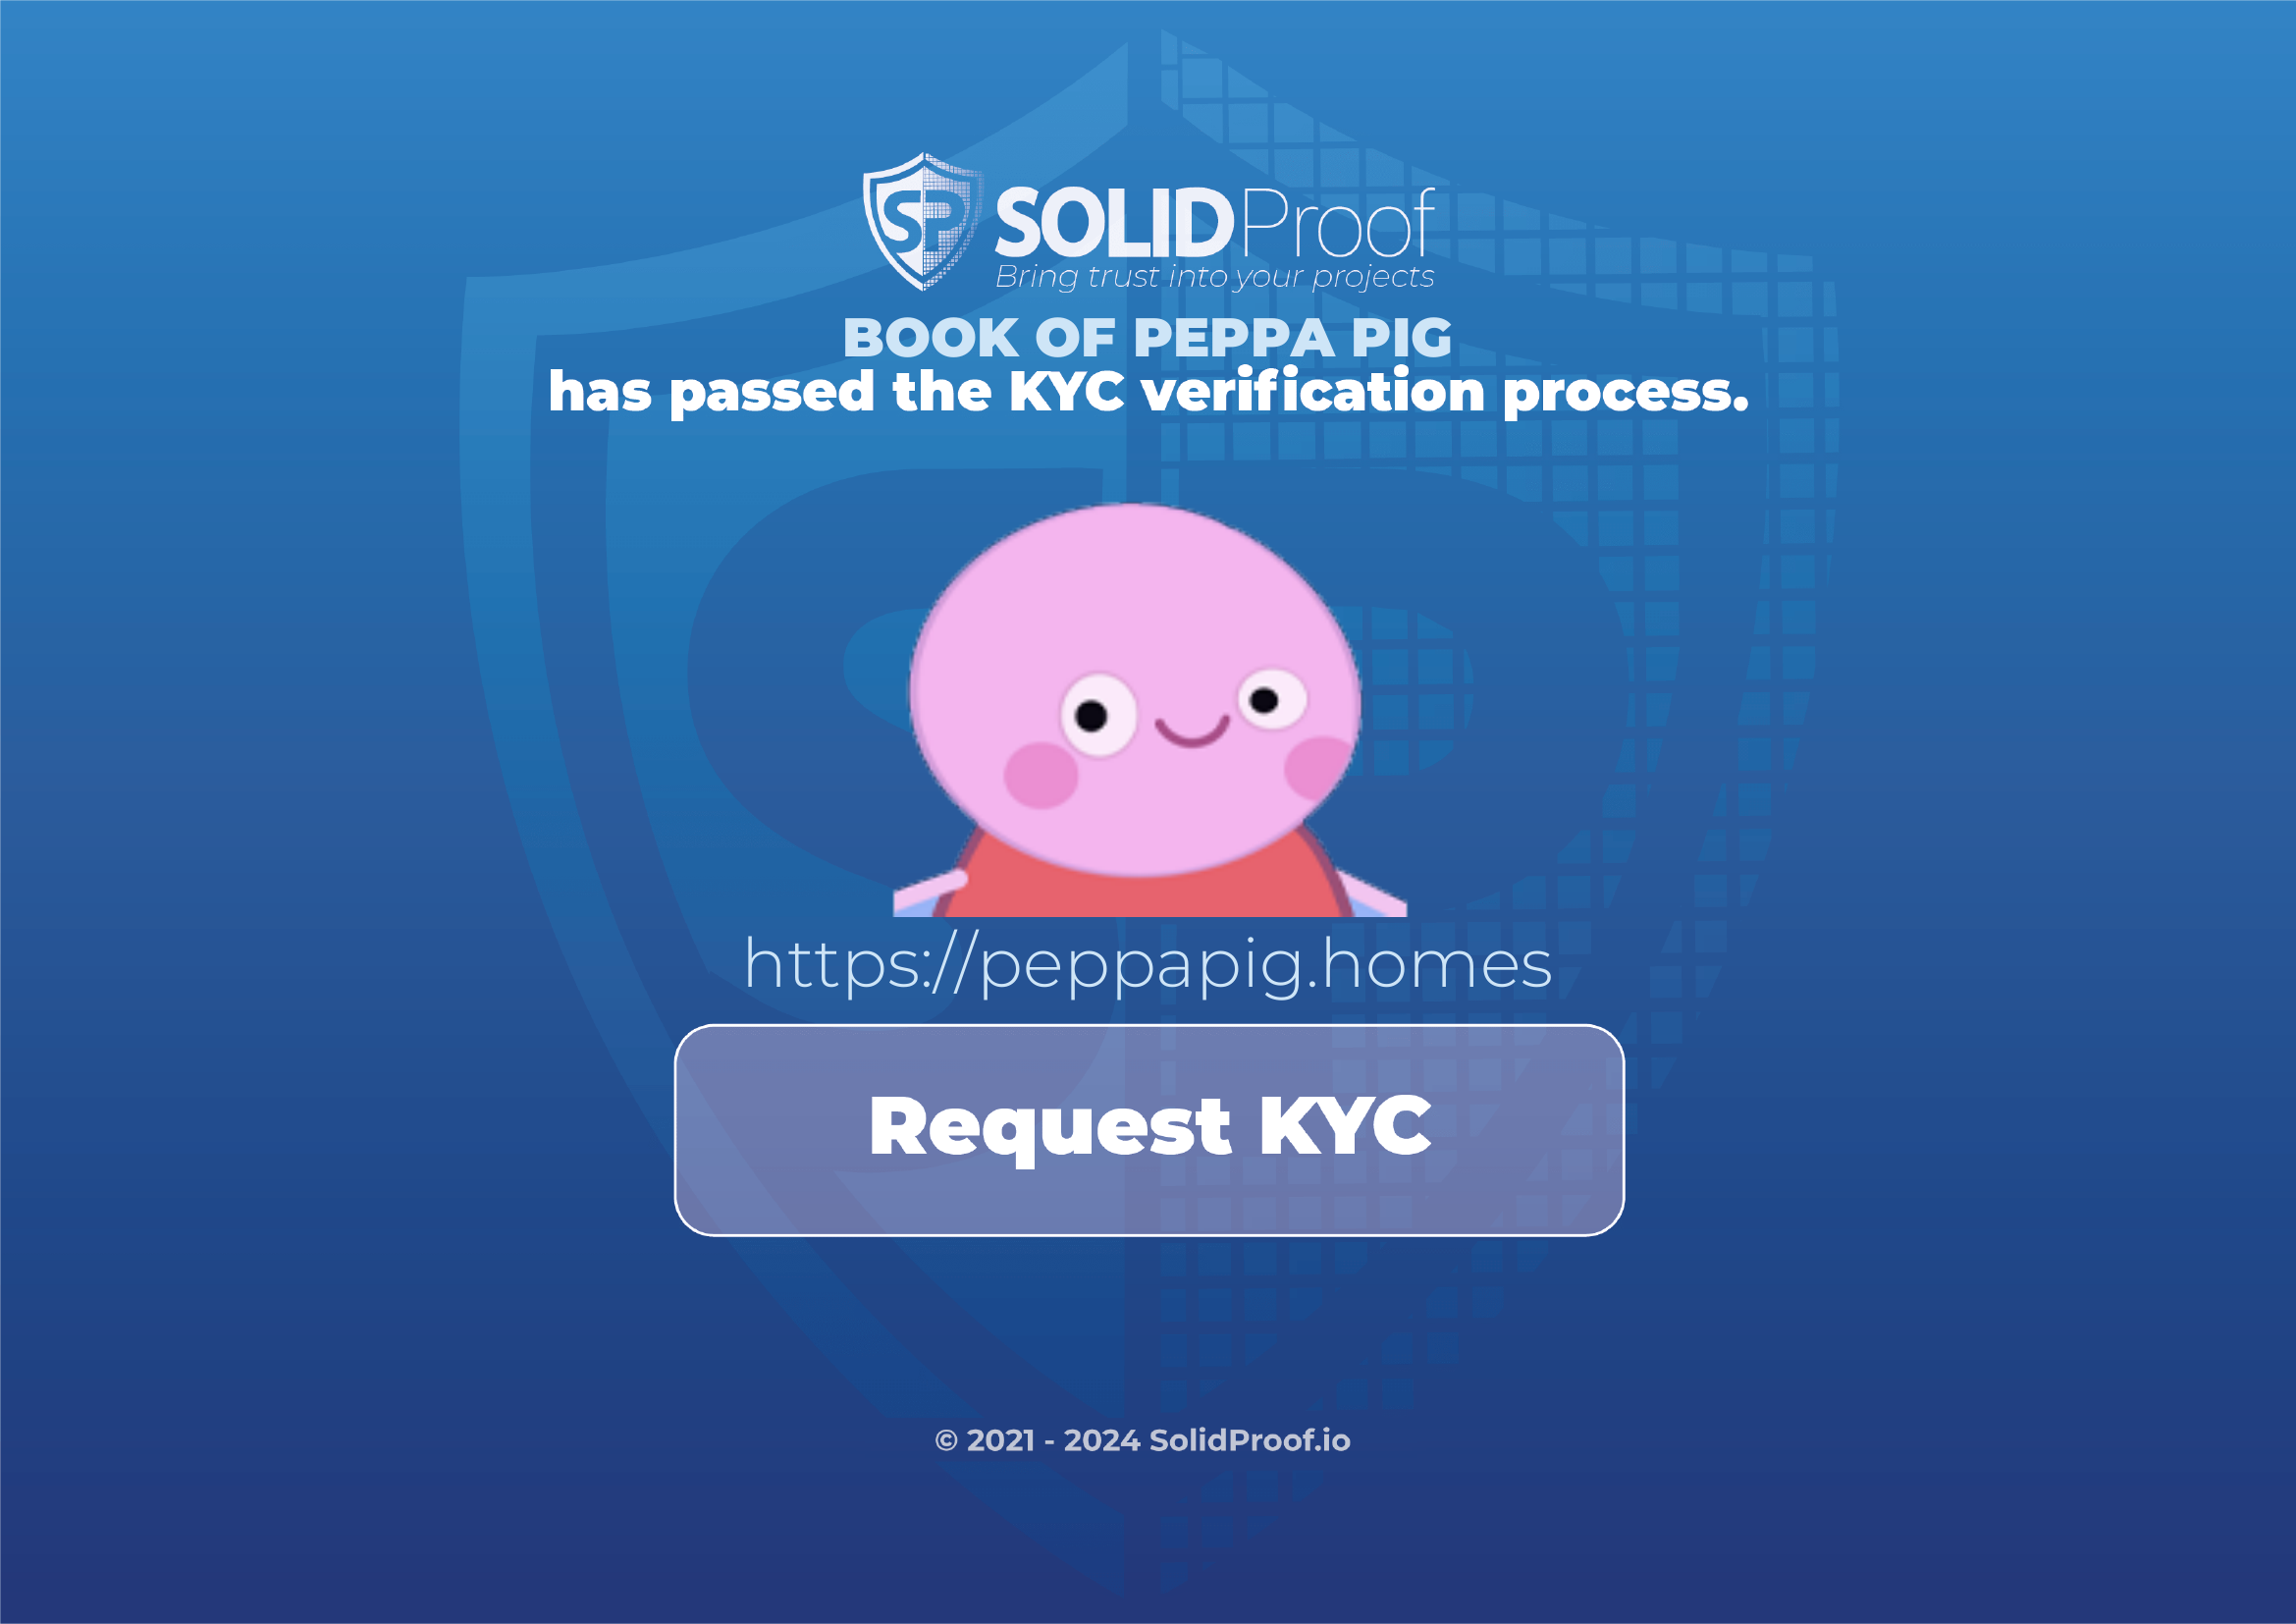 SP SOLIDProof
Bring trust into your projects
BOOK OF PEPPA PIG
has passed the KYC verification process.
https://peppapig.homes
Request KYC
© 2021 - 2024 SolidProof.io